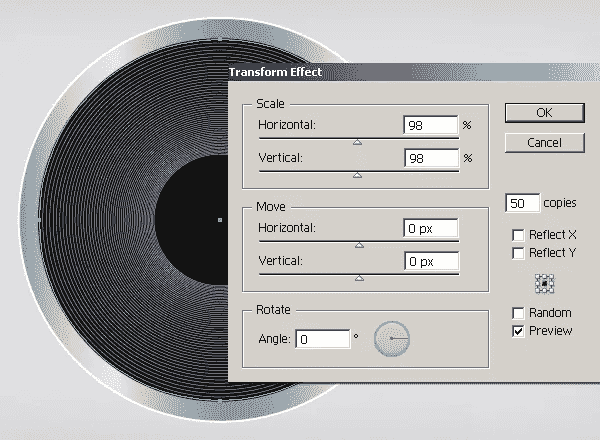 Transform Effect
Scale
Horizontal: 98 %
OK
Vertical: 98 %
Cancel
Move
50 copies
Horizontal: 0 px
Reflect X
Vertical: 0 px
Reflect Y
Rotate
Random
Angle: 0 °
Preview